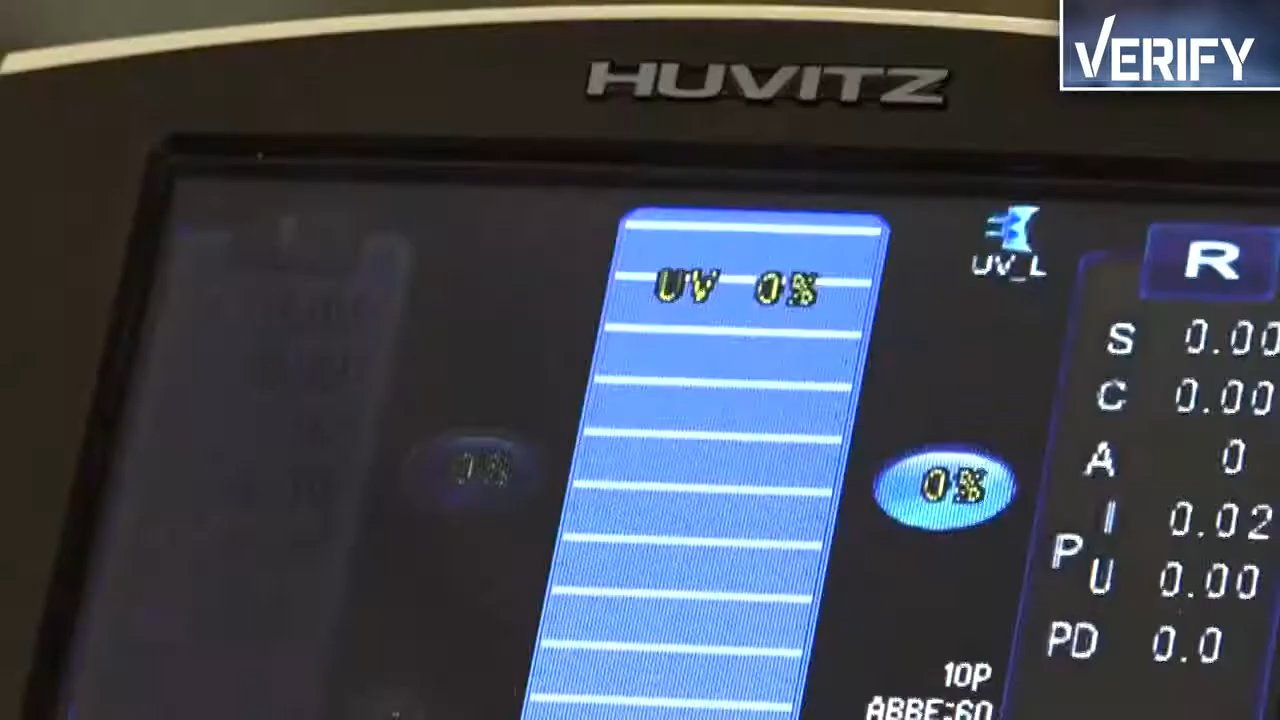 VERIFY
HUVITZ
UV 0%
UV_L
R
S 0.00
C 0.00
A 0
I 0.02
P
U 0.00
PD 0.0
0%
0%
10P
ABBE:60